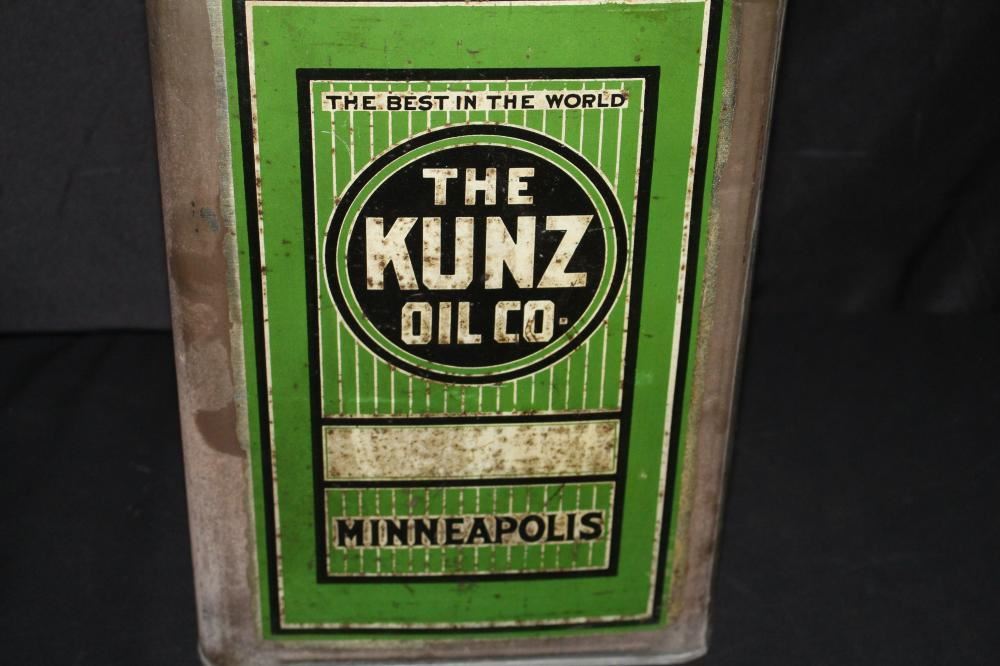 THE BEST IN THE WORLD
THE
KUNZ
OIL CO.
MINNEAPOLIS